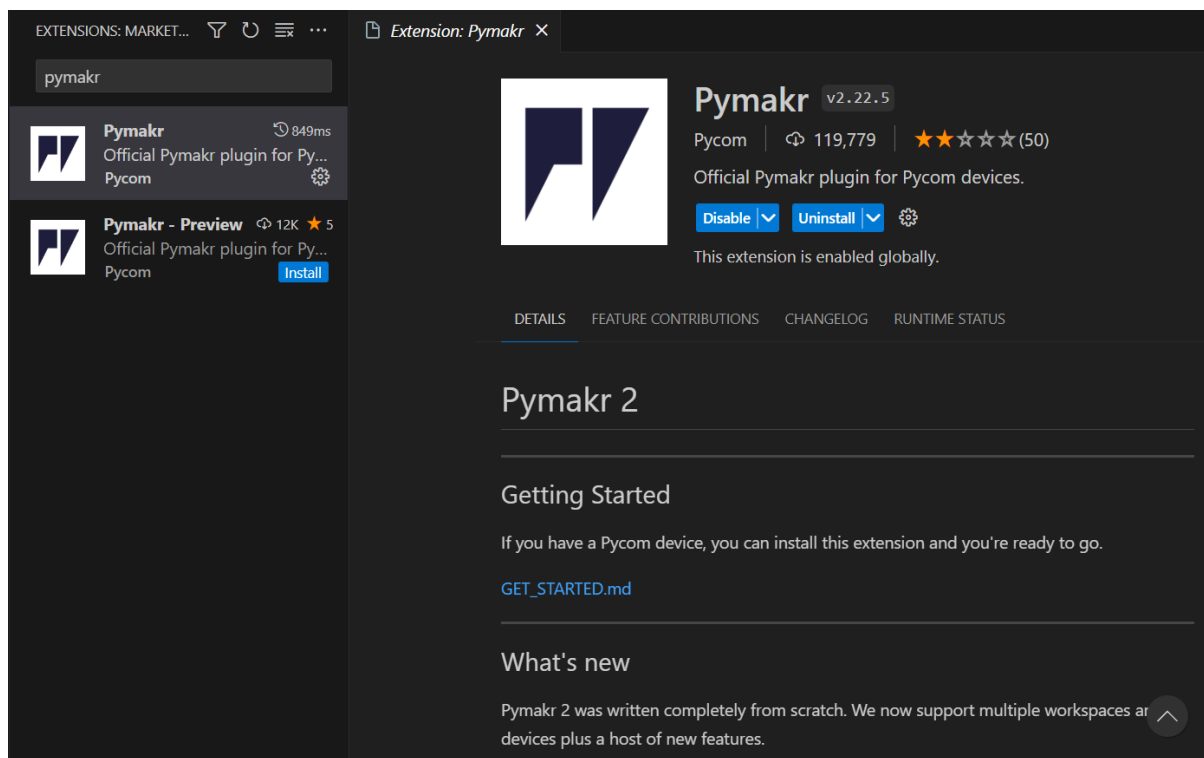 EXTENSIONS: MARKET...
pymakr
Pymakr 849ms
Official Pymakr plugin for Py...
Pycom
Pymakr - Preview 12K ★ 5
Official Pymakr plugin for Py...
Pycom Install
Extension: Pymakr
Pymakr v2.22.5
Pycom 119,779 ★★☆☆☆(50)
Official Pymakr plugin for Pycom devices.
Disable Uninstall
This extension is enabled globally.
DETAILS FEATURE CONTRIBUTIONS CHANGELOG RUNTIME STATUS
Pymakr 2
Getting Started
If you have a Pycom device, you can install this extension and you're ready to go.
GET_STARTED.md
What's new
Pymakr 2 was written completely from scratch. We now support multiple workspaces
devices plus a host of new features.